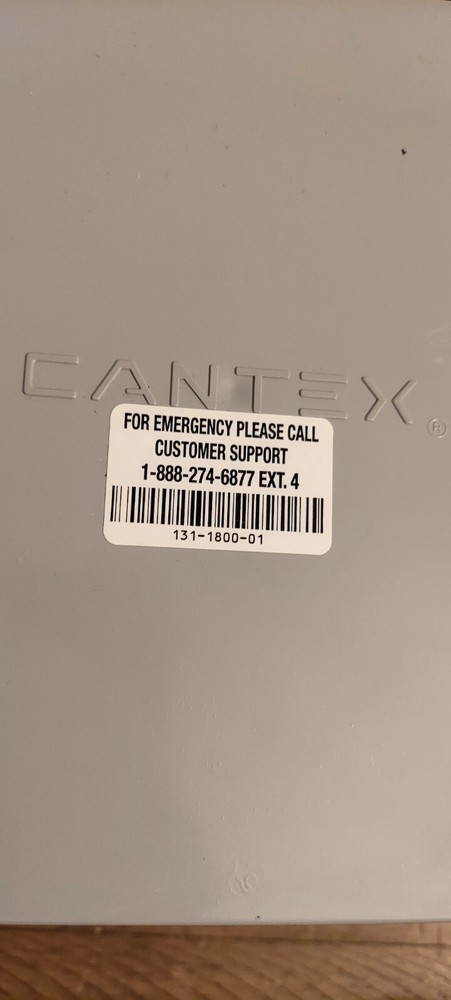 CANTEX®
FOR EMERGENCY PLEASE CALL
CUSTOMER SUPPORT
1-888-274-6877 EXT. 4
131-1800-01